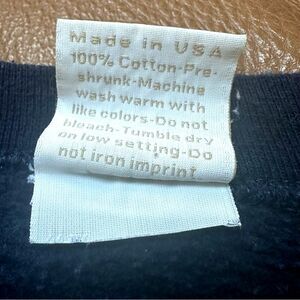 Made in USA
100% Cotton-Pre-
shrunk-Machine
wash warm with
like colors-Do not
bleach-Tumble dry
on low setting-Do
not iron imprint